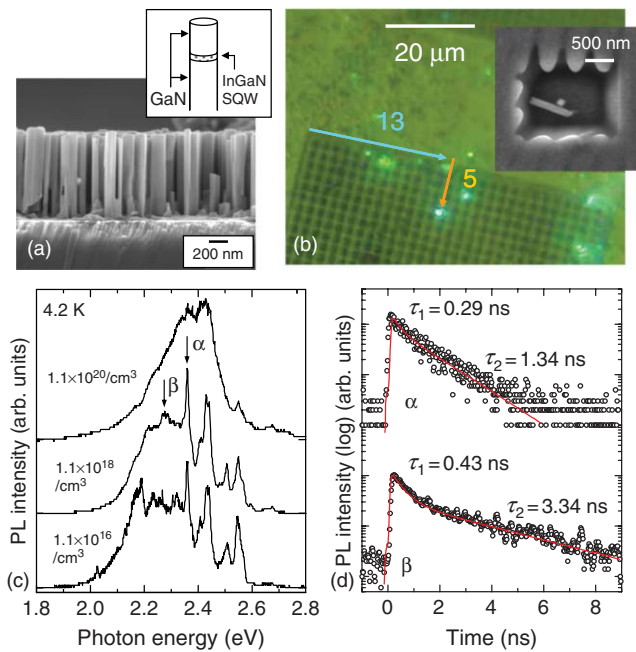 GaN
InGaN
SQW
(a)
200 nm
20 μm
500 nm
13
5
(b)
4.2 K
α
β
1.1×10²⁰/cm³
1.1×10¹⁸
/cm³
1.1×10¹⁶
/cm³
(c)
PL intensity (arb. units)
1.8 2.0 2.2 2.4 2.6 2.8
Photon energy (eV)
τ₁ = 0.29 ns
τ₂ = 1.34 ns
α
τ₁ = 0.43 ns
τ₂ = 3.34 ns
β
(d)
PL intensity (log) (arb. units)
0 2 4 6 8
Time (ns)